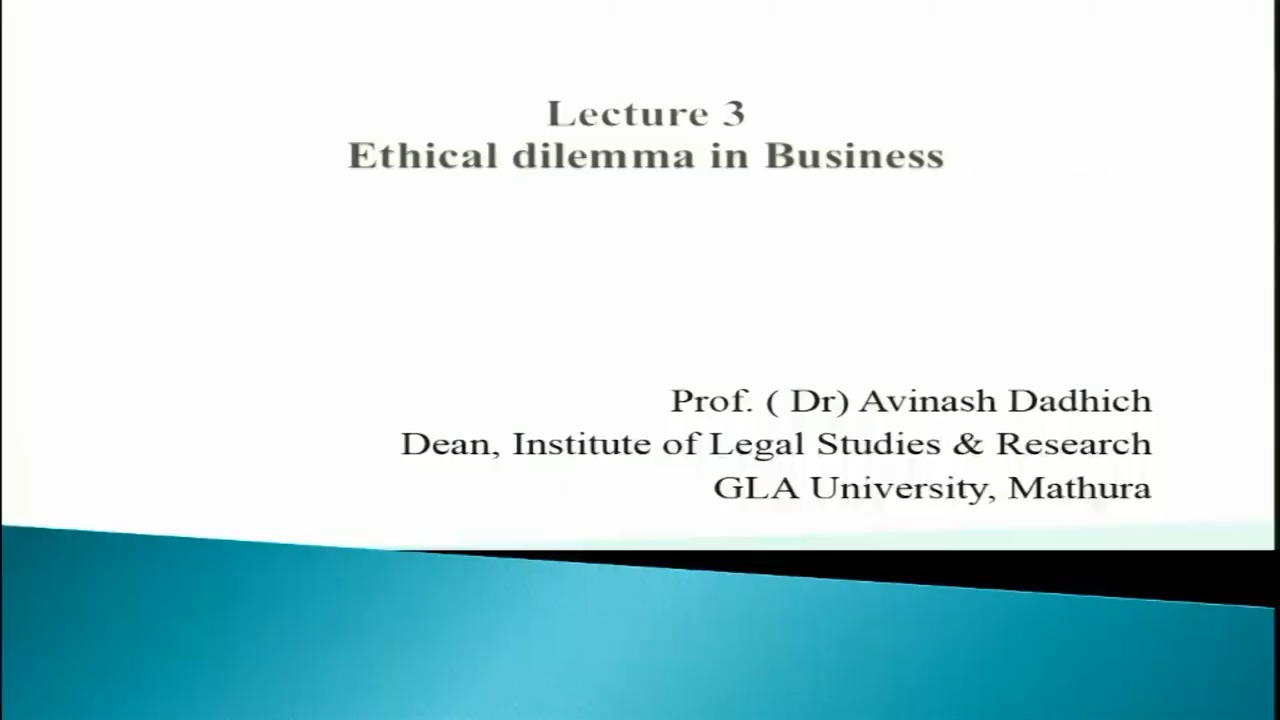 Lecture 3
Ethical dilemma in Business
Prof. ( Dr) Avinash Dadhich
Dean, Institute of Legal Studies & Research
GLA University, Mathura